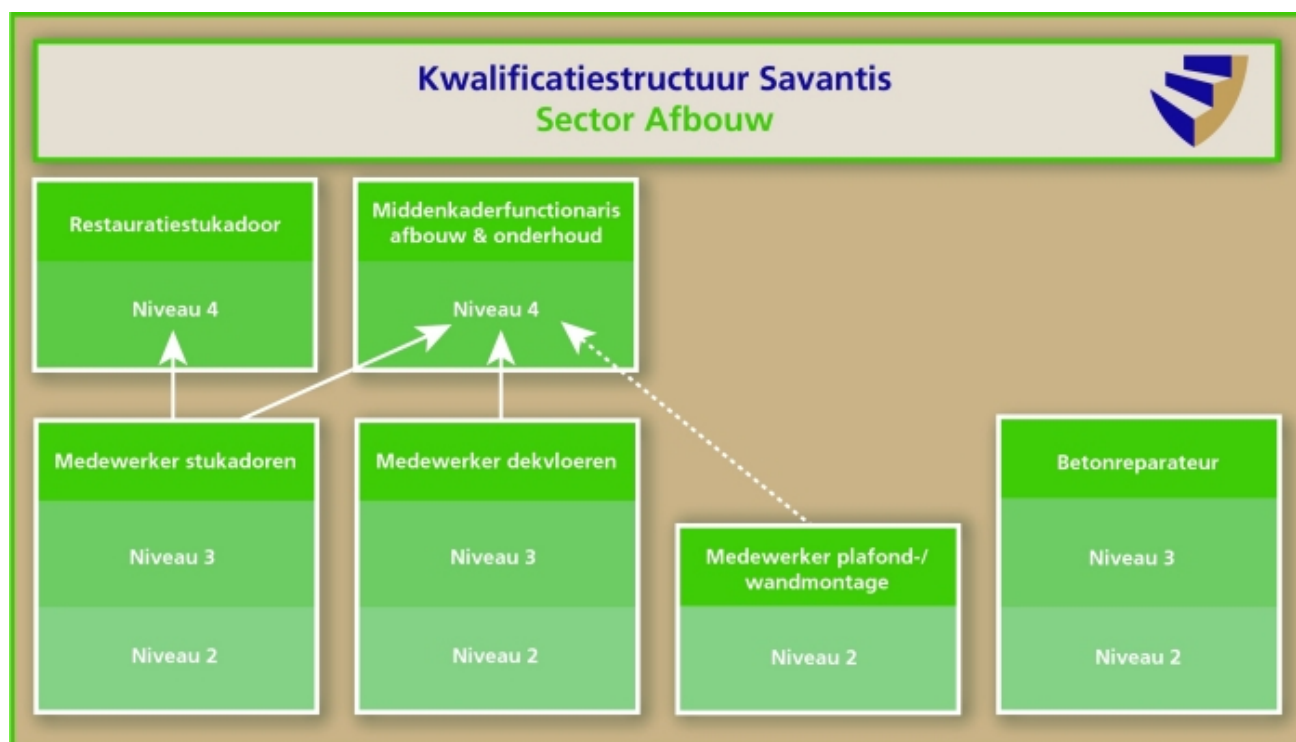 Kwalificatiestructuur Savantis
Sector Afbouw
Restauratiestukadoor
Niveau 4
Middenkaderfunctionaris
afbouw & onderhoud
Niveau 4
Medewerker stukadoren
Niveau 3
Niveau 2
Medewerker dekvloeren
Niveau 3
Niveau 2
Medewerker plafond-/
wandmontage
Niveau 2
Betonreparateur
Niveau 3
Niveau 2